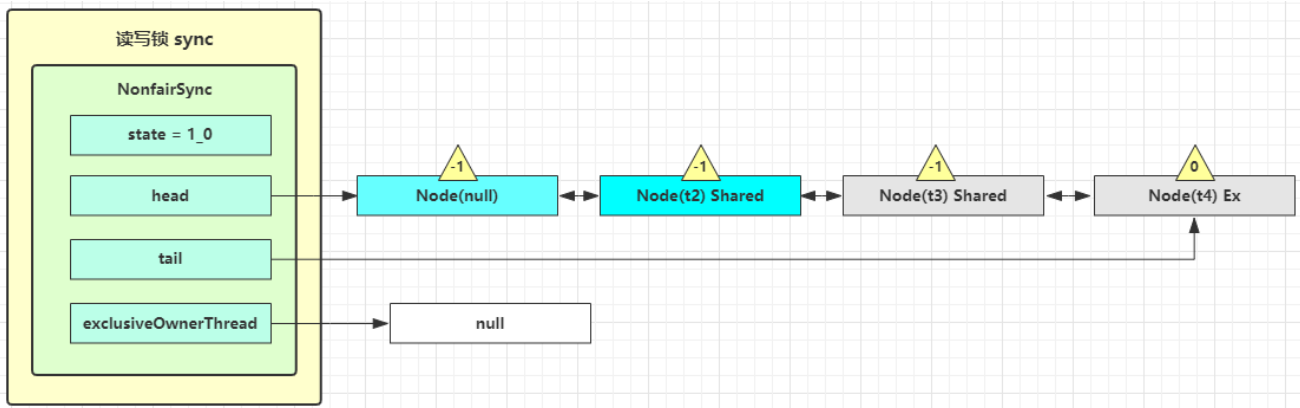 读写锁 sync
NonfairSync
state = 1_0
head
tail
exclusiveOwnerThread
-1
-1
-1
0
Node(null)
Node(t2) Shared
Node(t3) Shared
Node(t4) Ex
null